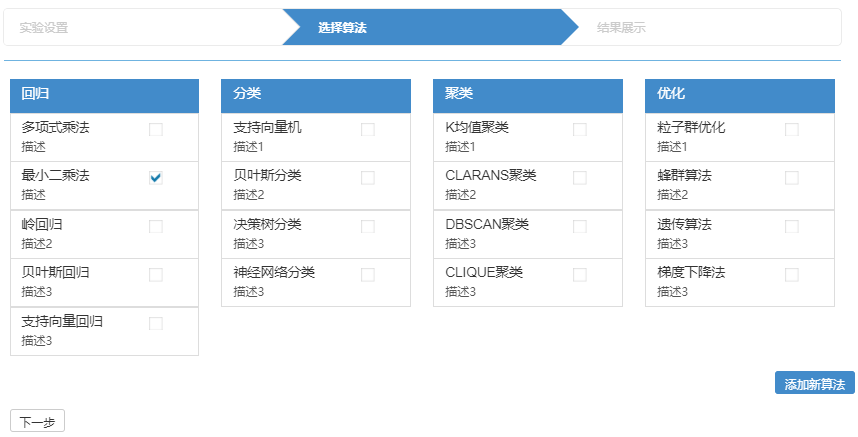 实验设置
选择算法
结果展示
回归
多项式乘法
描述
最小二乘法
描述
岭回归
描述2
贝叶斯回归
描述3
支持向量回归
描述3
分类
支持向量机
描述1
贝叶斯分类
描述2
决策树分类
描述3
神经网络分类
描述3
聚类
K均值聚类
描述1
CLARANS聚类
描述2
DBSCAN聚类
描述3
CLIQUE聚类
描述3
优化
粒子群优化
描述1
蜂群算法
描述2
遗传算法
描述3
梯度下降法
描述3
添加新算法
下一步